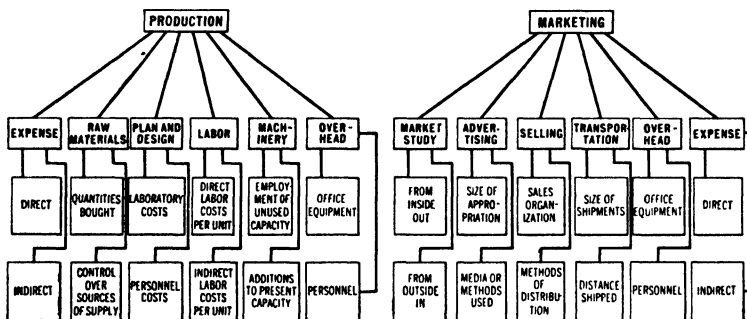 PRODUCTION
MARKETING
EXPENSE
RAW
MATERIALS
PLAN AND
DESIGN
LABOR
MACH-
INERY
OVER-
HEAD
MARKET
STUDY
ADVER-
TISING
SELLING
TRANSPOR-
TATION
OVER-
HEAD
EXPENSE
DIRECT
QUANTITIES
BOUGHT
LABORATORY
COSTS
DIRECT
LABOR
COSTS
PER UNIT
EMPLOY-
MENT OF
UNUSED
CAPACITY
OFFICE
EQUIPMENT
FROM
INSIDE
OUT
SIZE OF
APPRO-
PRIATION
SALES
ORGAN-
IZATION
SIZE OF
SHIPMENTS
OFFICE
EQUIPMENT
DIRECT
INDIRECT
CONTROL
OVER
SOURCES
OF SUPPLY
PERSONNEL
COSTS
INDIRECT
LABOR
COSTS
PER UNIT
ADDITIONS
TO PRESENT
CAPACITY
PERSONNEL
FROM
OUTSIDE
IN
MEDIA OR
METHODS
USED
METHODS
OF
DISTRIBU-
TION
DISTANCE
SHIPPED
PERSONNEL
INDIRECT